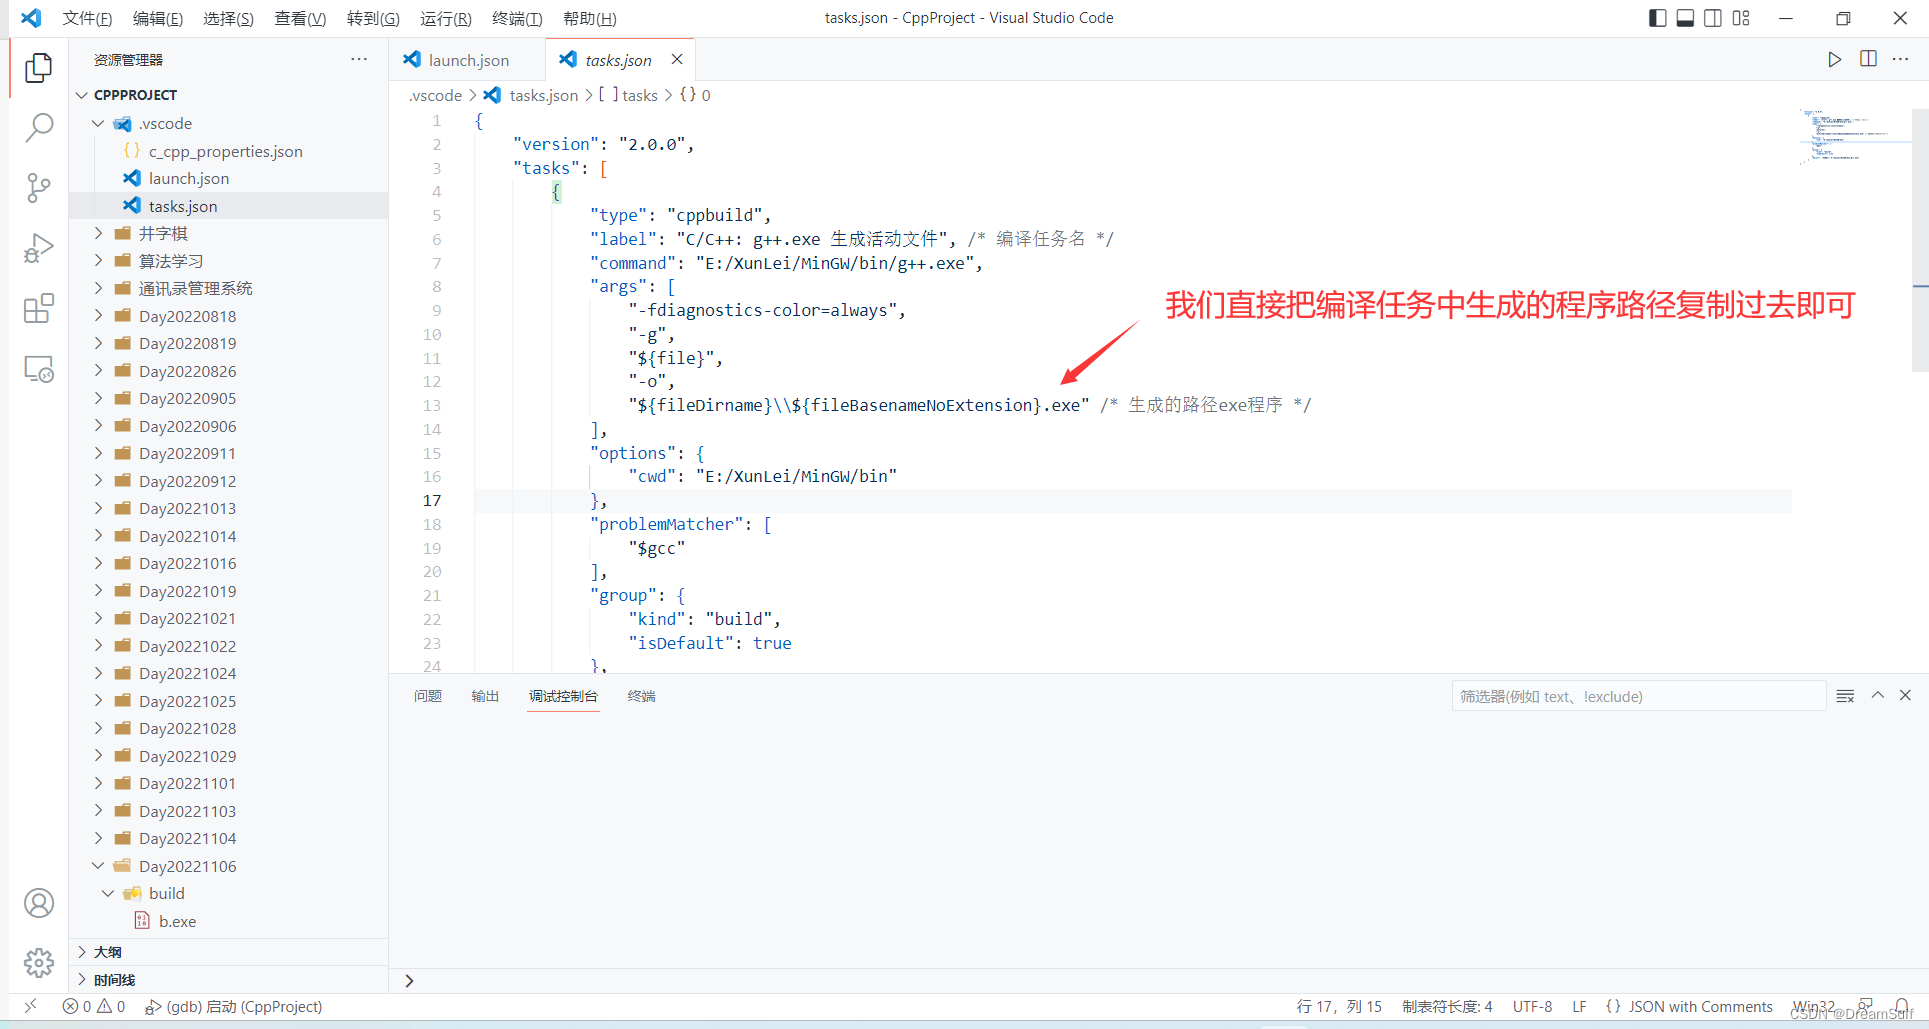 文件(F) 编辑(E) 选择(S) 查看(V) 转到(G) 运行(R) 终端(T) 帮助(H) tasks.json - CppProject - Visual Studio Code
资源管理器
CPPPROJECT
.vscode
c_cpp_properties.json
launch.json
tasks.json
井字棋
算法学习
通讯录管理系统
Day20220818
Day20220819
Day20220826
Day20220905
Day20220906
Day20220911
Day20220912
Day20221013
Day20221014
Day20221016
Day20221019
Day20221021
Day20221022
Day20221024
Day20221025
Day20221028
Day20221029
Day20221101
Day20221103
Day20221104
Day20221106
build
b.exe
大纲
时间线
launch.json tasks.json
.vscode > tasks.json > [ ] tasks > {} 0
1 {
2 "version": "2.0.0",
3 "tasks": [
4 {
5 "type": "cppbuild",
6 "label": "C/C++: g++.exe 生成活动文件", /* 编译任务名 */
7 "command": "E:/XunLei/MinGW/bin/g++.exe",
8 "args": [
9 "-fdiagnostics-color=always",
10 "-g",
11 "${file}",
12 "-o",
13 "${fileDirname}\\${fileBasenameNoExtension}.exe" /* 生成的路径exe程序 */
14 ],
15 "options": {
16 "cwd": "E:/XunLei/MinGW/bin"
17 },
18 "problemMatcher": [
19 "$gcc"
20 ],
21 "group": {
22 "kind": "build",
23 "isDefault": true
24 },
我们直接把编译任务中生成的程序路径复制过去即可
问题 输出 调试控制台 终端 筛选器(例如 text、!exclude)
0 0 (gdb) 启动 (CppProject) 行 17，列 15 制表符长度: 4 UTF-8 LF {} JSON with Comments Win32
CSDN @DreamSuff